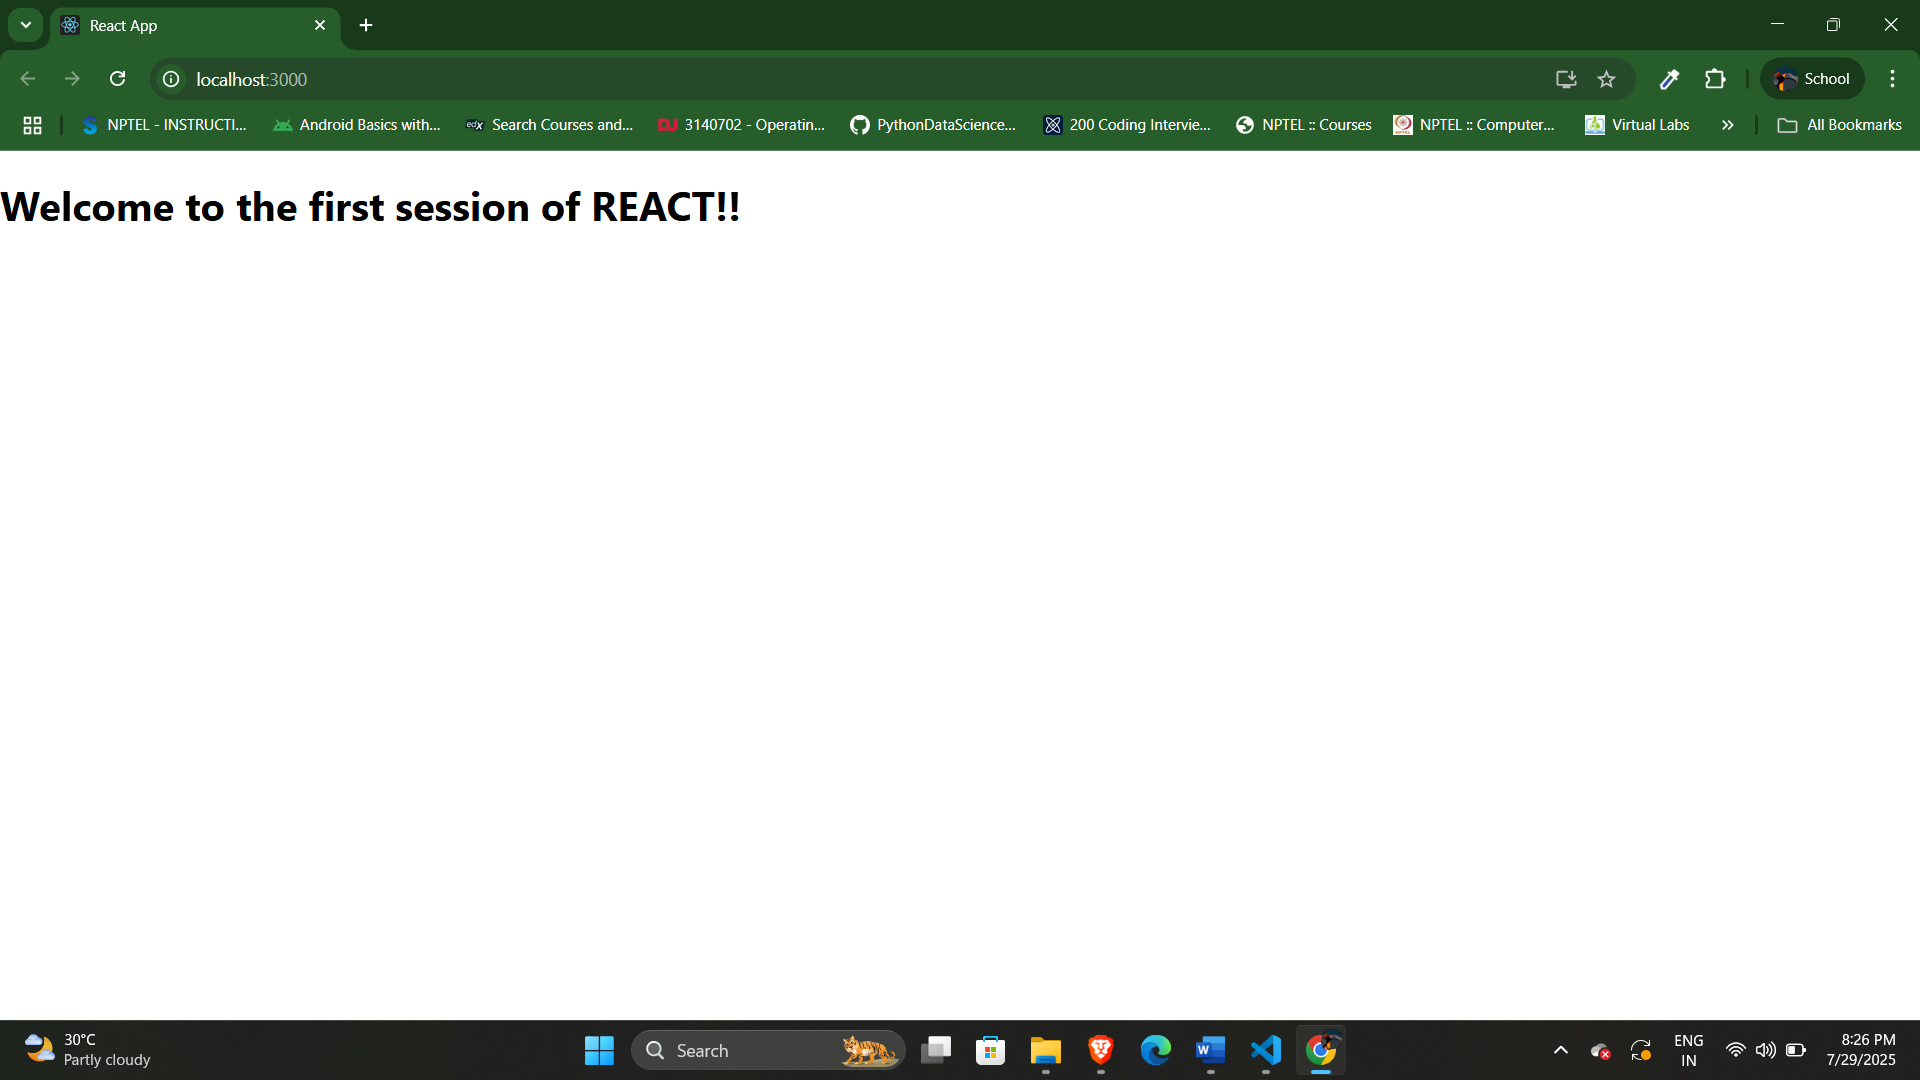 React App
localhost:3000
School
NPTEL - INSTRUCTI...
Android Basics with...
edX
Search Courses and...
DU
3140702 - Operatin...
PythonDataScience...
200 Coding Intervie...
NPTEL :: Courses
NPTEL :: Computer...
Virtual Labs
All Bookmarks
Welcome to the first session of REACT!!
30°C
Partly cloudy
Search
W
ENG
IN
8:26 PM
7/29/2025